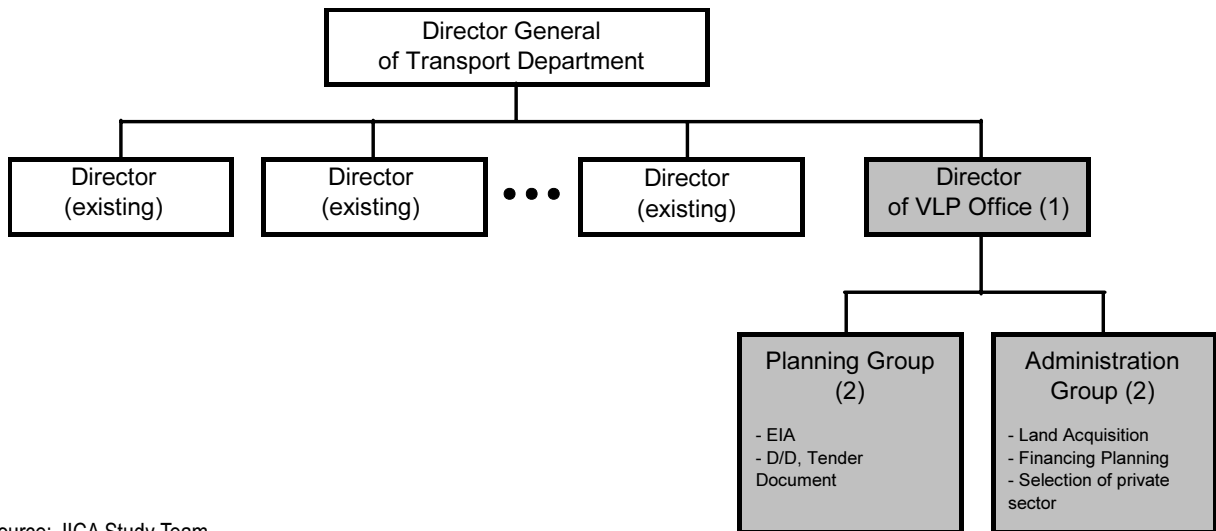 Director General
of Transport Department
Director
(existing)
Director
(existing)
Director
(existing)
Director
of VLP Office (1)
Planning Group
(2)
- EIA
- D/D, Tender
Document
Administration
Group (2)
- Land Acquisition
- Financing Planning
- Selection of private
sector
ource: JICA Study Team